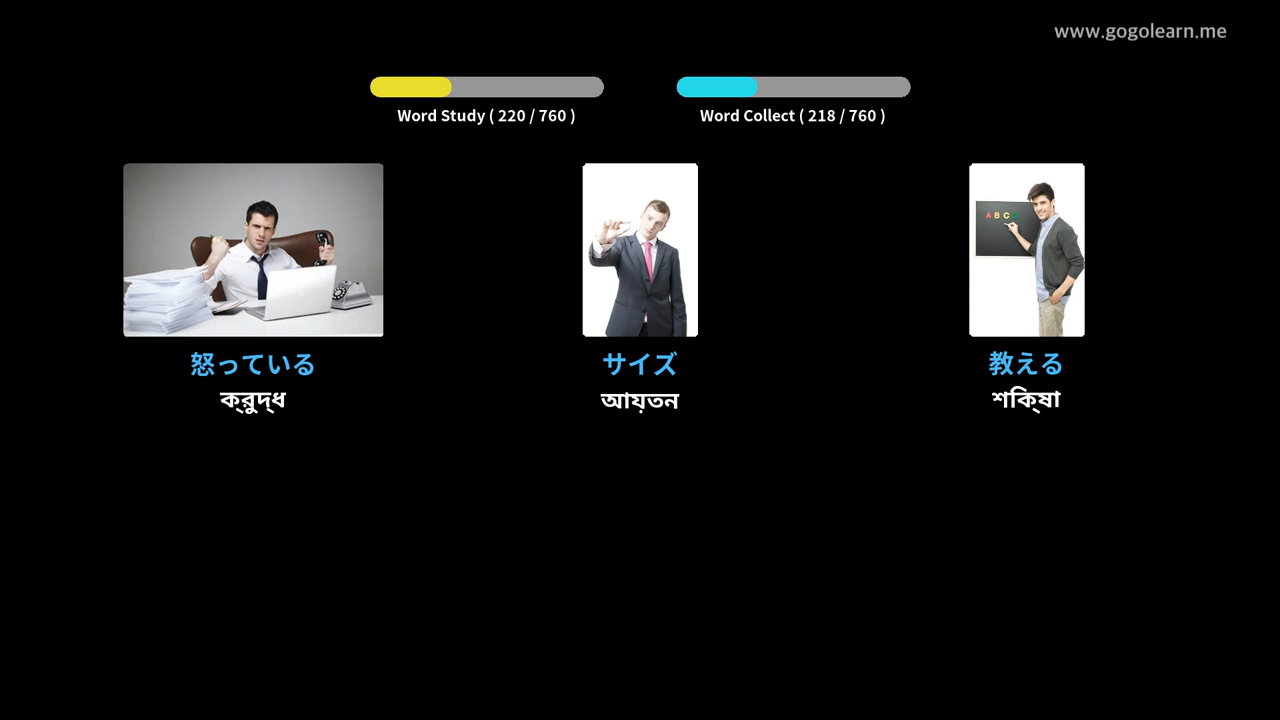 www.gogolearn.me
Word Study ( 220 / 760 )
Word Collect ( 218 / 760 )
A B C D
怒っている
サイズ
教える
ক্রুদ্ধ
আয়তন
শিক্ষা